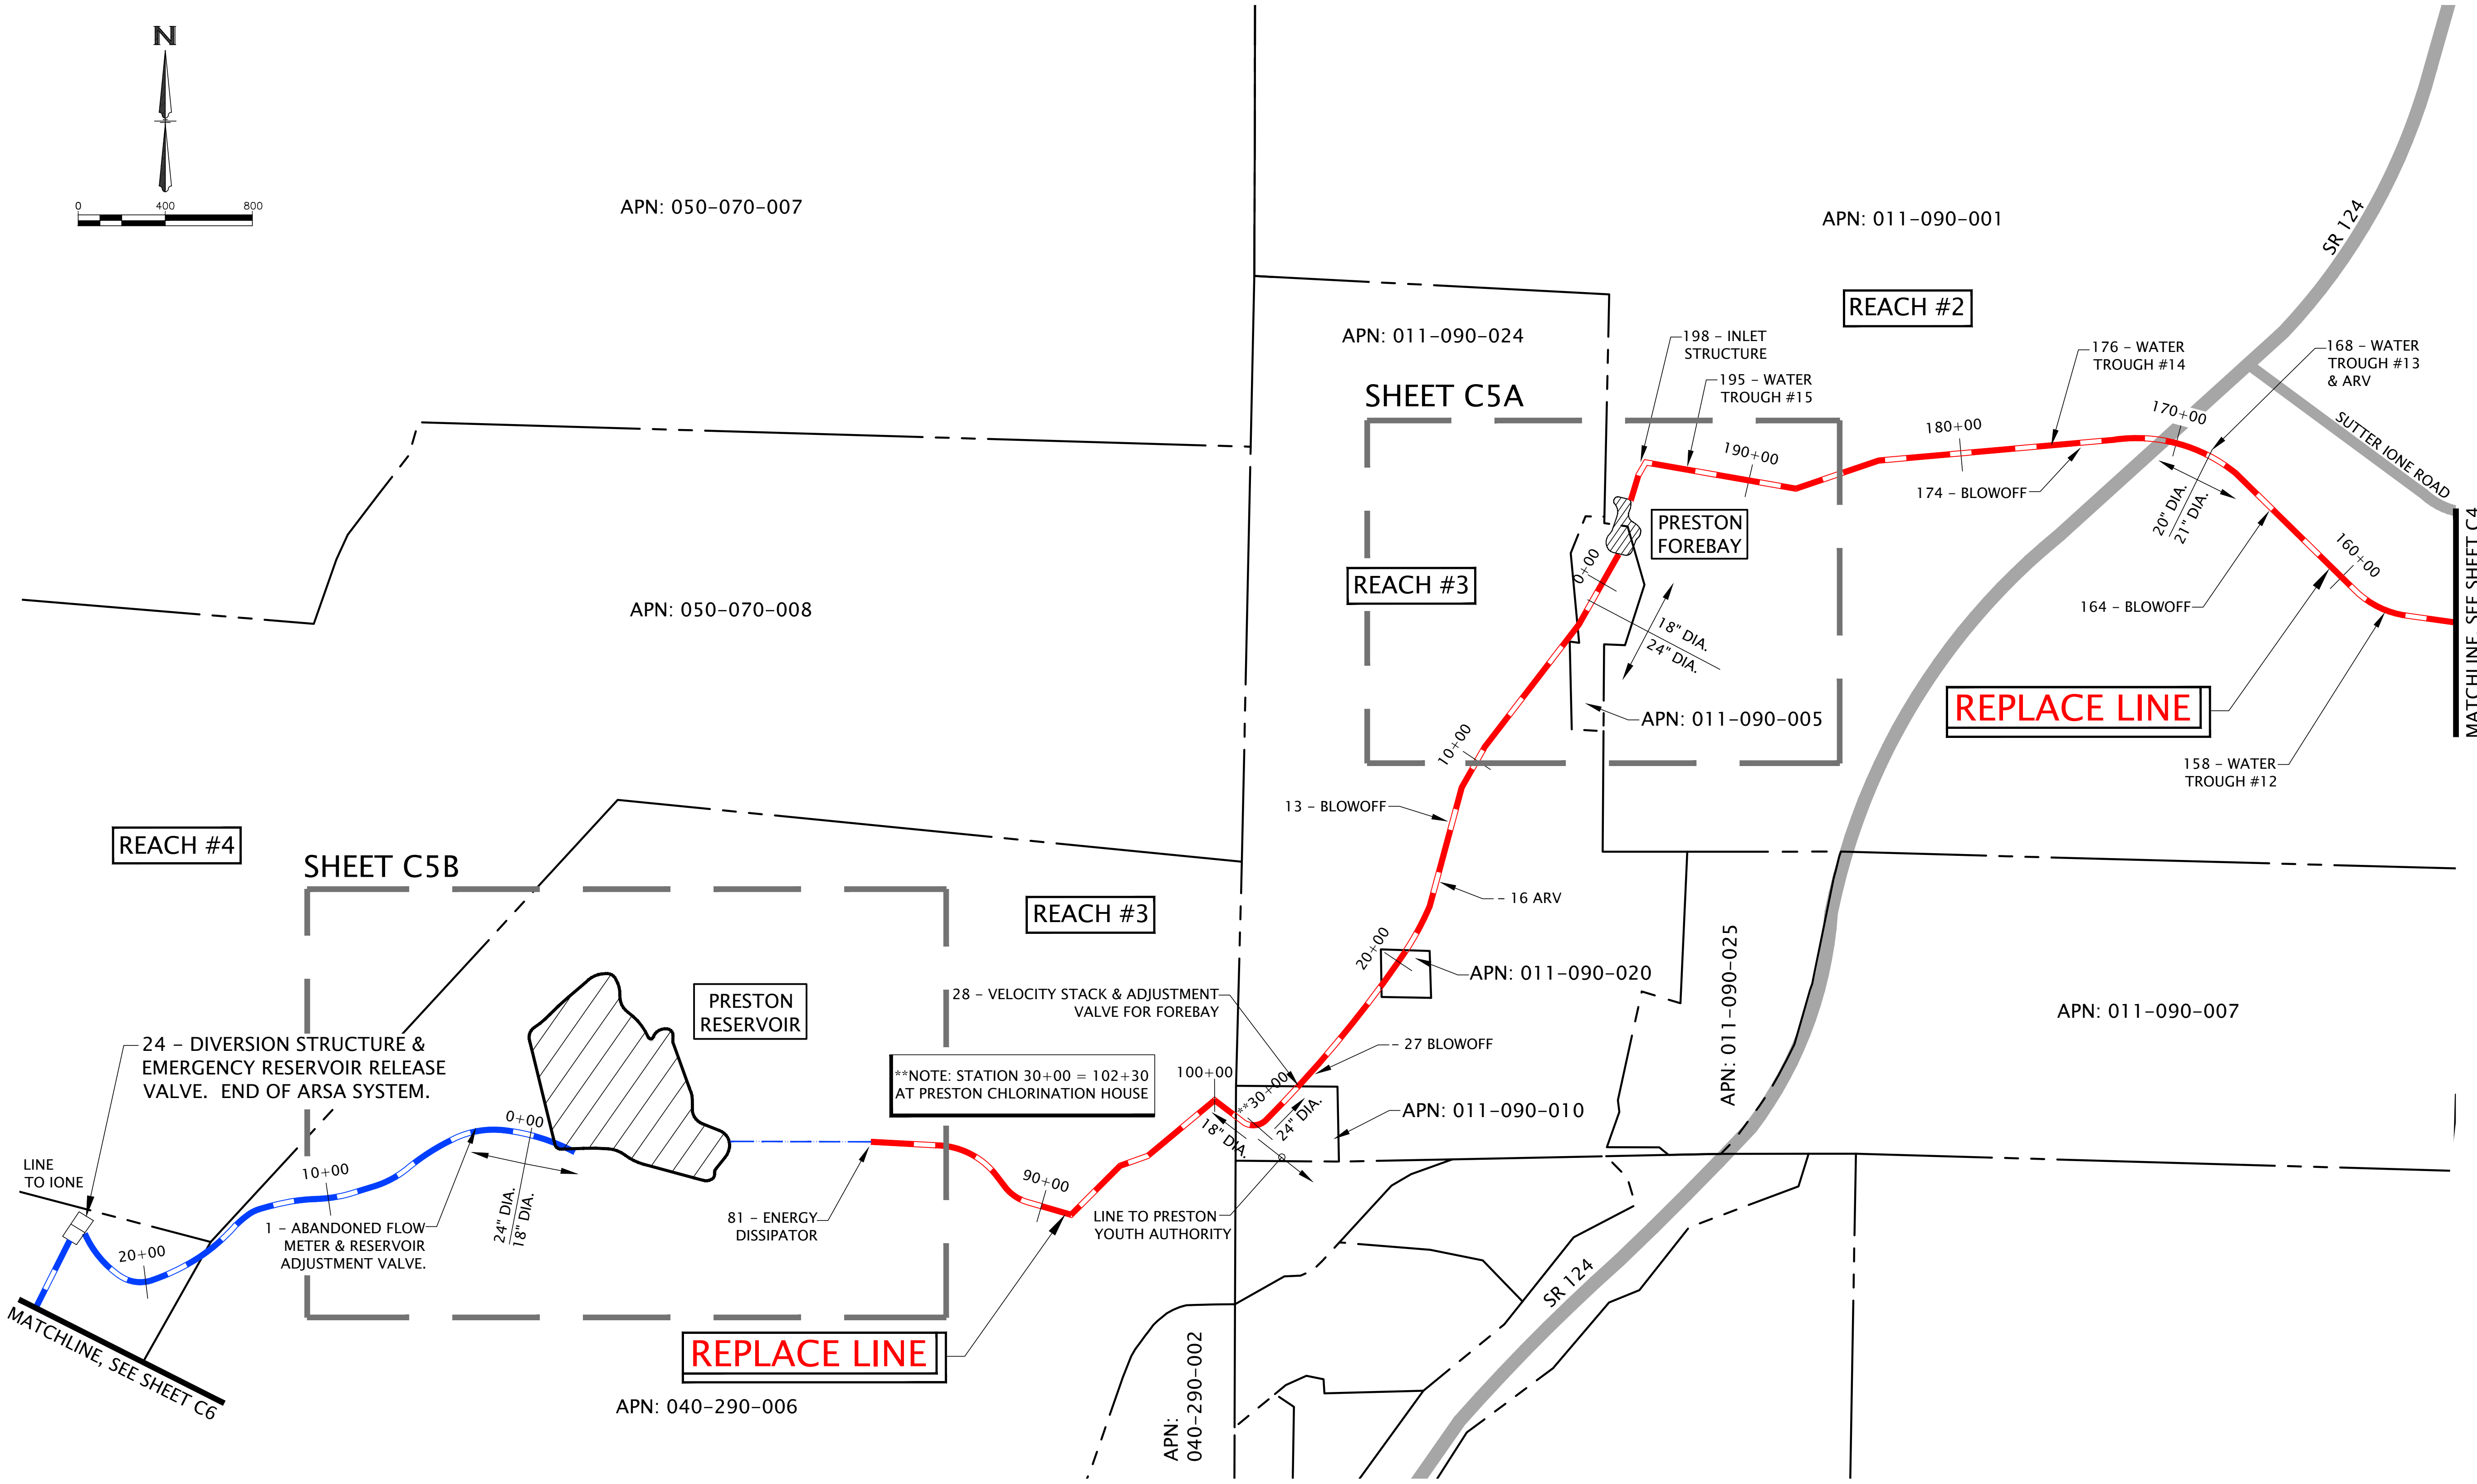 N
0 400 800
APN: 050-070-007
APN: 011-090-001
SR 124
REACH #2
APN: 011-090-024
198 - INLET
STRUCTURE
195 - WATER
TROUGH #15
176 - WATER
TROUGH #14
168 - WATER
TROUGH #13
& ARV
SHEET C5A
170+00
180+00
190+00
SUTTER IONE ROAD
174 - BLOWOFF
20" DIA.
21" DIA.
160+00
MATCHLINE, SEE SHEET C4
PRESTON
FOREBAY
0+00
REACH #3
APN: 050-070-008
164 - BLOWOFF
18" DIA.
24" DIA.
REPLACE LINE
APN: 011-090-005
10+00
158 - WATER
TROUGH #12
13 - BLOWOFF
REACH #4
SHEET C5B
REACH #3
- 16 ARV
20+00
APN: 011-090-020
APN: 011-090-025
APN: 011-090-007
28 - VELOCITY STACK & ADJUSTMENT
VALVE FOR FOREBAY
PRESTON
RESERVOIR
24 - DIVERSION STRUCTURE &
EMERGENCY RESERVOIR RELEASE
VALVE. END OF ARSA SYSTEM.
- 27 BLOWOFF
**NOTE: STATION 30+00 = 102+30
AT PRESTON CHLORINATION HOUSE
100+00
**30+00
24" DIA.
18" DIA.
APN: 011-090-010
0+00
LINE
TO IONE
10+00
90+00
24" DIA.
18" DIA.
81 - ENERGY
DISSIPATOR
LINE TO PRESTON
YOUTH AUTHORITY
1 - ABANDONED FLOW
METER & RESERVOIR
ADJUSTMENT VALVE.
20+00
SR 124
MATCHLINE, SEE SHEET C6
REPLACE LINE
APN: 040-290-006
APN:
040-290-002